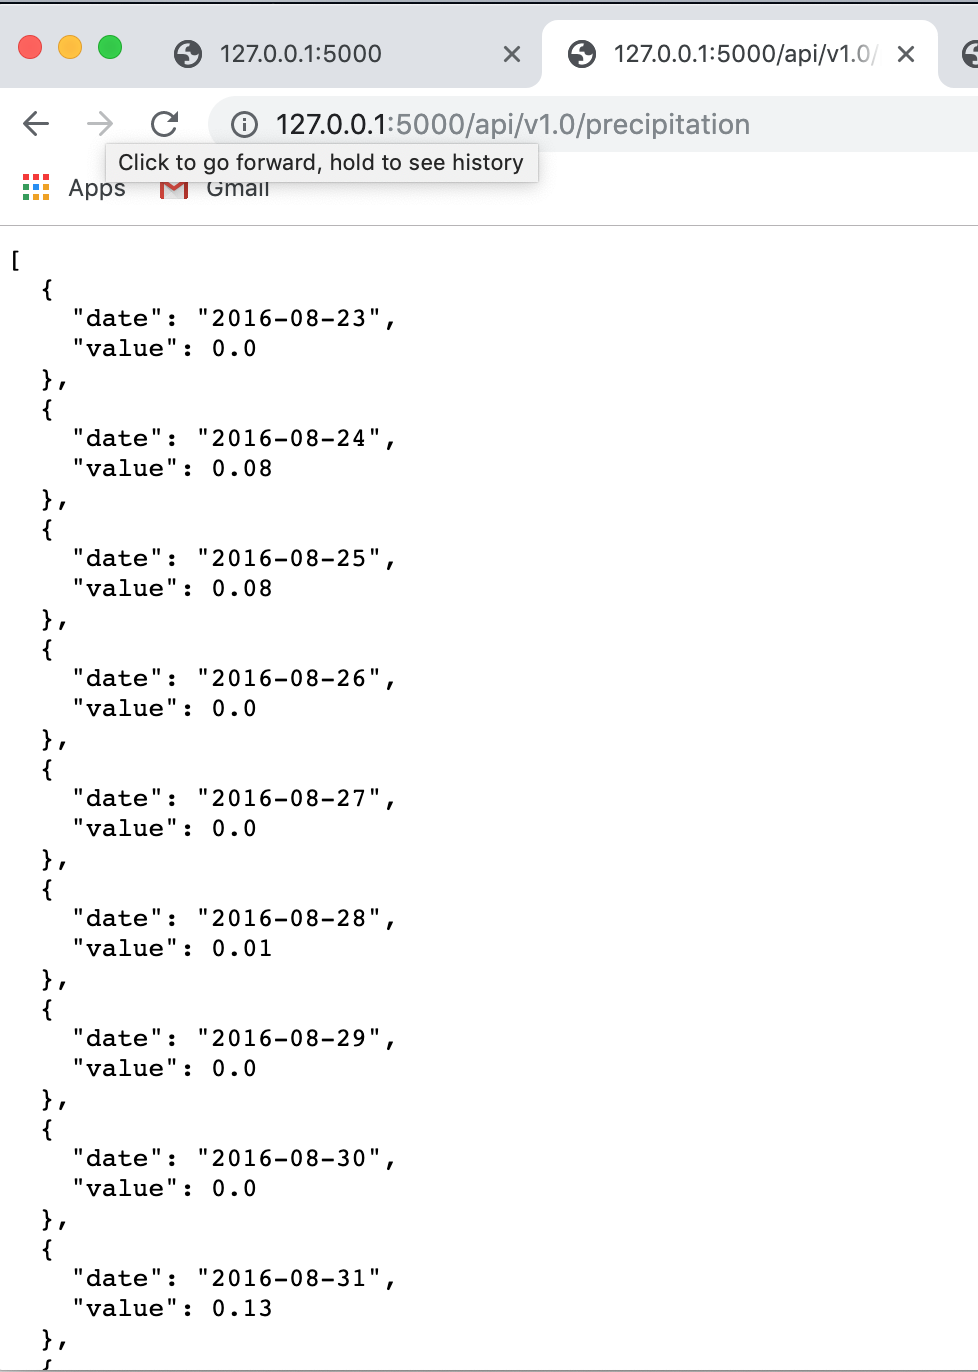 127.0.0.1:5000
127.0.0.1:5000/api/v1.0/
127.0.0.1:5000/api/v1.0/precipitation
Click to go forward, hold to see history
Apps
Gmail
[
{
"date": "2016-08-23",
"value": 0.0
},
{
"date": "2016-08-24",
"value": 0.08
},
{
"date": "2016-08-25",
"value": 0.08
},
{
"date": "2016-08-26",
"value": 0.0
},
{
"date": "2016-08-27",
"value": 0.0
},
{
"date": "2016-08-28",
"value": 0.01
},
{
"date": "2016-08-29",
"value": 0.0
},
{
"date": "2016-08-30",
"value": 0.0
},
{
"date": "2016-08-31",
"value": 0.13
},
{